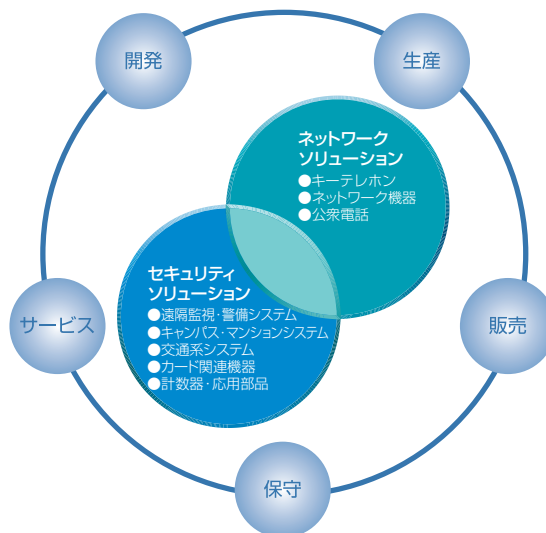 開発
生産
ネットワーク
ソリューション
●キーテレホン
●ネットワーク機器
●公衆電話
セキュリティ
ソリューション
●遠隔監視・警備システム
●キャンパス・マンションシステム
●交通系システム
●カード関連機器
●計数器・応用部品
サービス
販売
保守